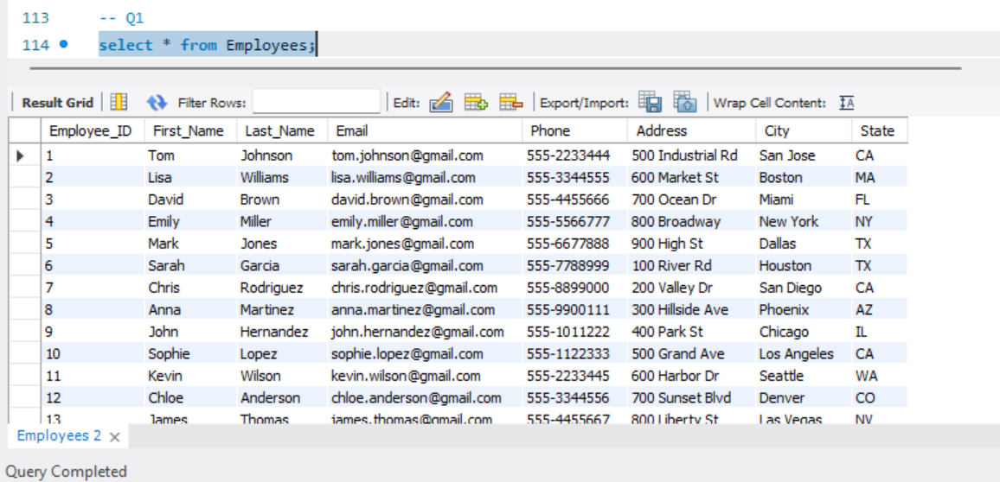 113 -- Q1
114 select * from Employees;
Result Grid Filter Rows: Edit: Export/Import: Wrap Cell Content: IA
Employee_ID First_Name Last_Name Email Phone Address City State
1 Tom Johnson tom.johnson@gmail.com 555-2233444 500 Industrial Rd San Jose CA
2 Lisa Williams lisa.williams@gmail.com 555-3344555 600 Market St Boston MA
3 David Brown david.brown@gmail.com 555-4455666 700 Ocean Dr Miami FL
4 Emily Miller emily.miller@gmail.com 555-5566777 800 Broadway New York NY
5 Mark Jones mark.jones@gmail.com 555-6677888 900 High St Dallas TX
6 Sarah Garcia sarah.garcia@gmail.com 555-7788999 100 River Rd Houston TX
7 Chris Rodriguez chris.rodriguez@gmail.com 555-8899000 200 Valley Dr San Diego CA
8 Anna Martinez anna.martinez@gmail.com 555-9900111 300 Hillside Ave Phoenix AZ
9 John Hernandez john.hernandez@gmail.com 555-1011222 400 Park St Chicago IL
10 Sophie Lopez sophie.lopez@gmail.com 555-1122333 500 Grand Ave Los Angeles CA
11 Kevin Wilson kevin.wilson@gmail.com 555-2233445 600 Harbor Dr Seattle WA
12 Chloe Anderson chloe.anderson@gmail.com 555-3344556 700 Sunset Blvd Denver CO
13 James Thomas james.thomas@gmail.com 555-4455667 800 Liberty St Las Vegas NV
Employees 2 ×
Query Completed